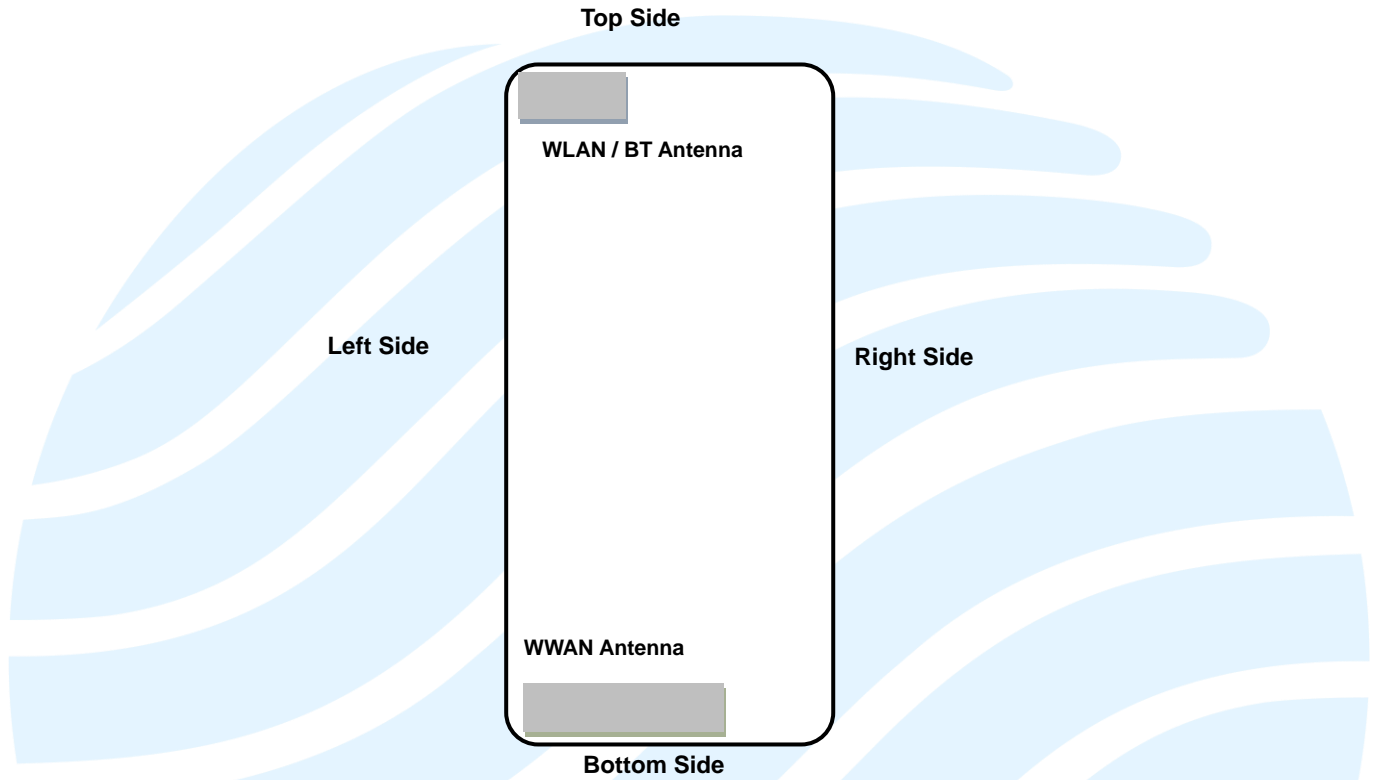 Top Side
WLAN / BT Antenna
Left Side
Right Side
WWAN Antenna
Bottom Side